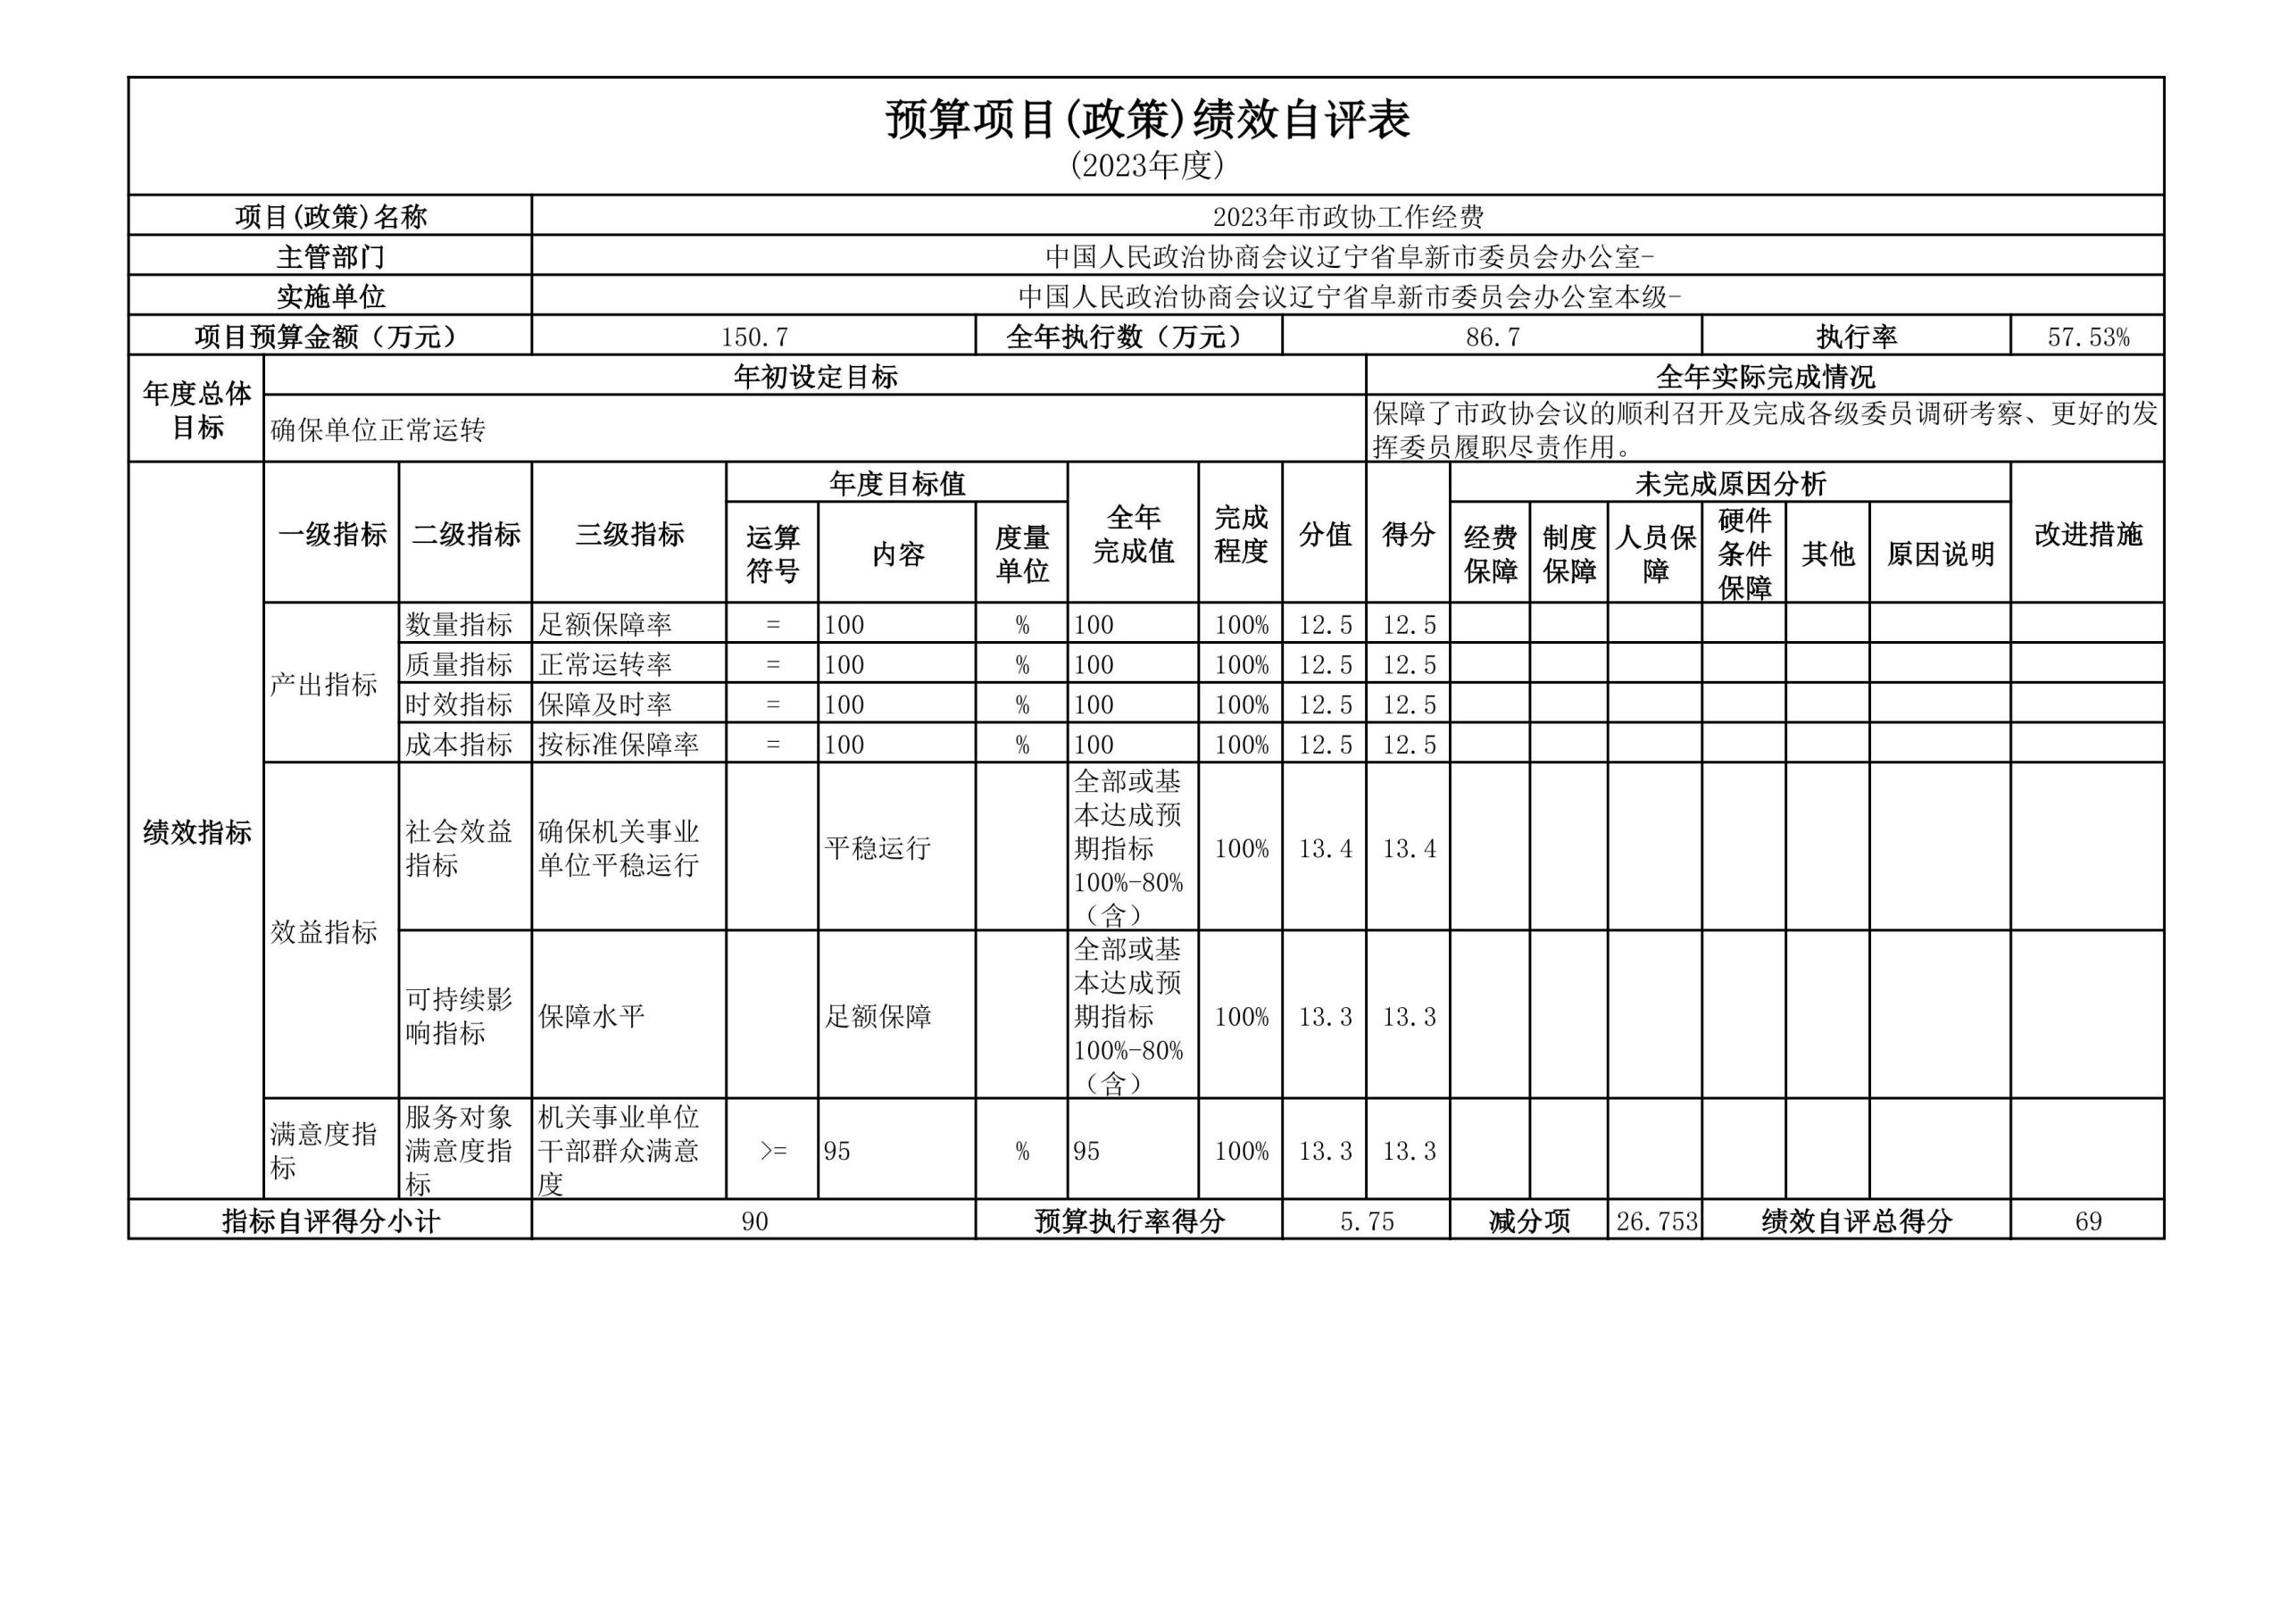 预算项目(政策)绩效自评表
(2023年度)
项目(政策)名称 2023年市政协工作经费
主管部门 中国人民政治协商会议辽宁省阜新市委员会办公室-
实施单位 中国人民政治协商会议辽宁省阜新市委员会办公室本级-
项目预算金额（万元） 150.7 全年执行数（万元） 86.7 执行率 57.53%
年度总体
目标
年初设定目标 全年实际完成情况
确保单位正常运转
保障了市政协会议的顺利召开及完成各级委员调研考察、更好的发
挥委员履职尽责作用。
绩效指标
一级指标 二级指标 三级指标
年度目标值
运算
符号
内容
度量
单位
全年
完成值
完成
程度
分值 得分
未完成原因分析
经费
保障
制度
保障
人员保
障
硬件
条件
保障
其他 原因说明
改进措施
产出指标
数量指标 足额保障率 = 100 % 100 100% 12.5 12.5
质量指标 正常运转率 = 100 % 100 100% 12.5 12.5
时效指标 保障及时率 = 100 % 100 100% 12.5 12.5
成本指标 按标准保障率 = 100 % 100 100% 12.5 12.5
效益指标
社会效益
指标
确保机关事业
单位平稳运行
平稳运行
全部或基
本达成预
期指标
100%-80%
（含）
100% 13.4 13.4
可持续影
响指标
保障水平
足额保障
全部或基
本达成预
期指标
100%-80%
（含）
100% 13.3 13.3
满意度指
标
服务对象
满意度指
标
机关事业单位
干部群众满意
度
>= 95 % 95 100% 13.3 13.3
指标自评得分小计 90 预算执行率得分 5.75 减分项 26.753 绩效自评总得分 69